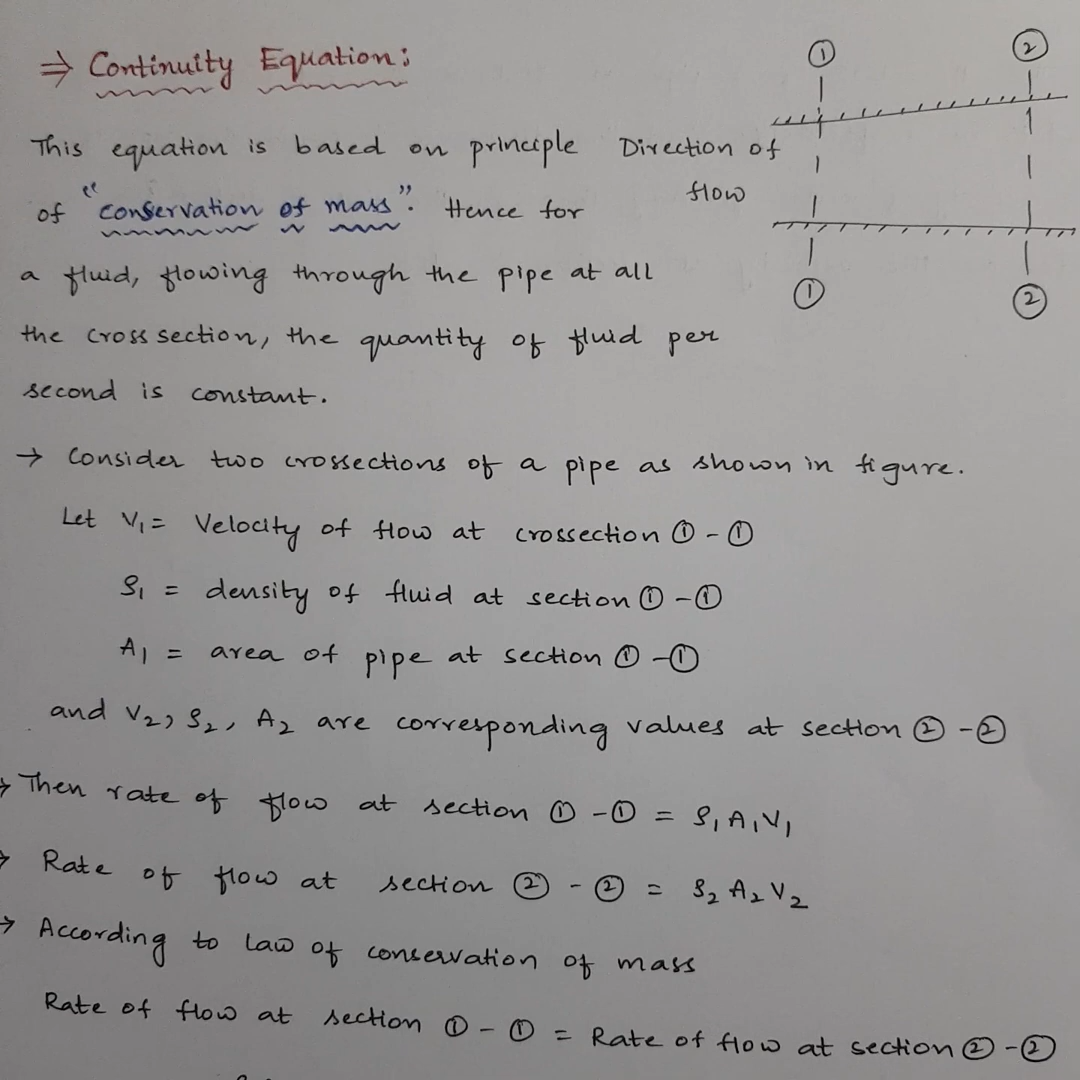 ⇒ Continuity Equation:
① ②
This equation is based on principle Direction of
of "conservation of mass". Hence for flow
a fluid, flowing through the pipe at all
① ②
the cross section, the quantity of fluid per
second is constant.
→ Consider two crossections of a pipe as shown in figure.
Let V₁ = Velocity of flow at crossection ① - ①
ρ₁ = density of fluid at section ① - ①
A₁ = area of pipe at section ① - ①
and V₂, ρ₂, A₂ are corresponding values at section ② - ②
→ Then rate of flow at section ① - ① = ρ₁ A₁ V₁
→ Rate of flow at section ② - ② = ρ₂ A₂ V₂
→ According to law of conservation of mass
Rate of flow at section ① - ① = Rate of flow at section ② - ②